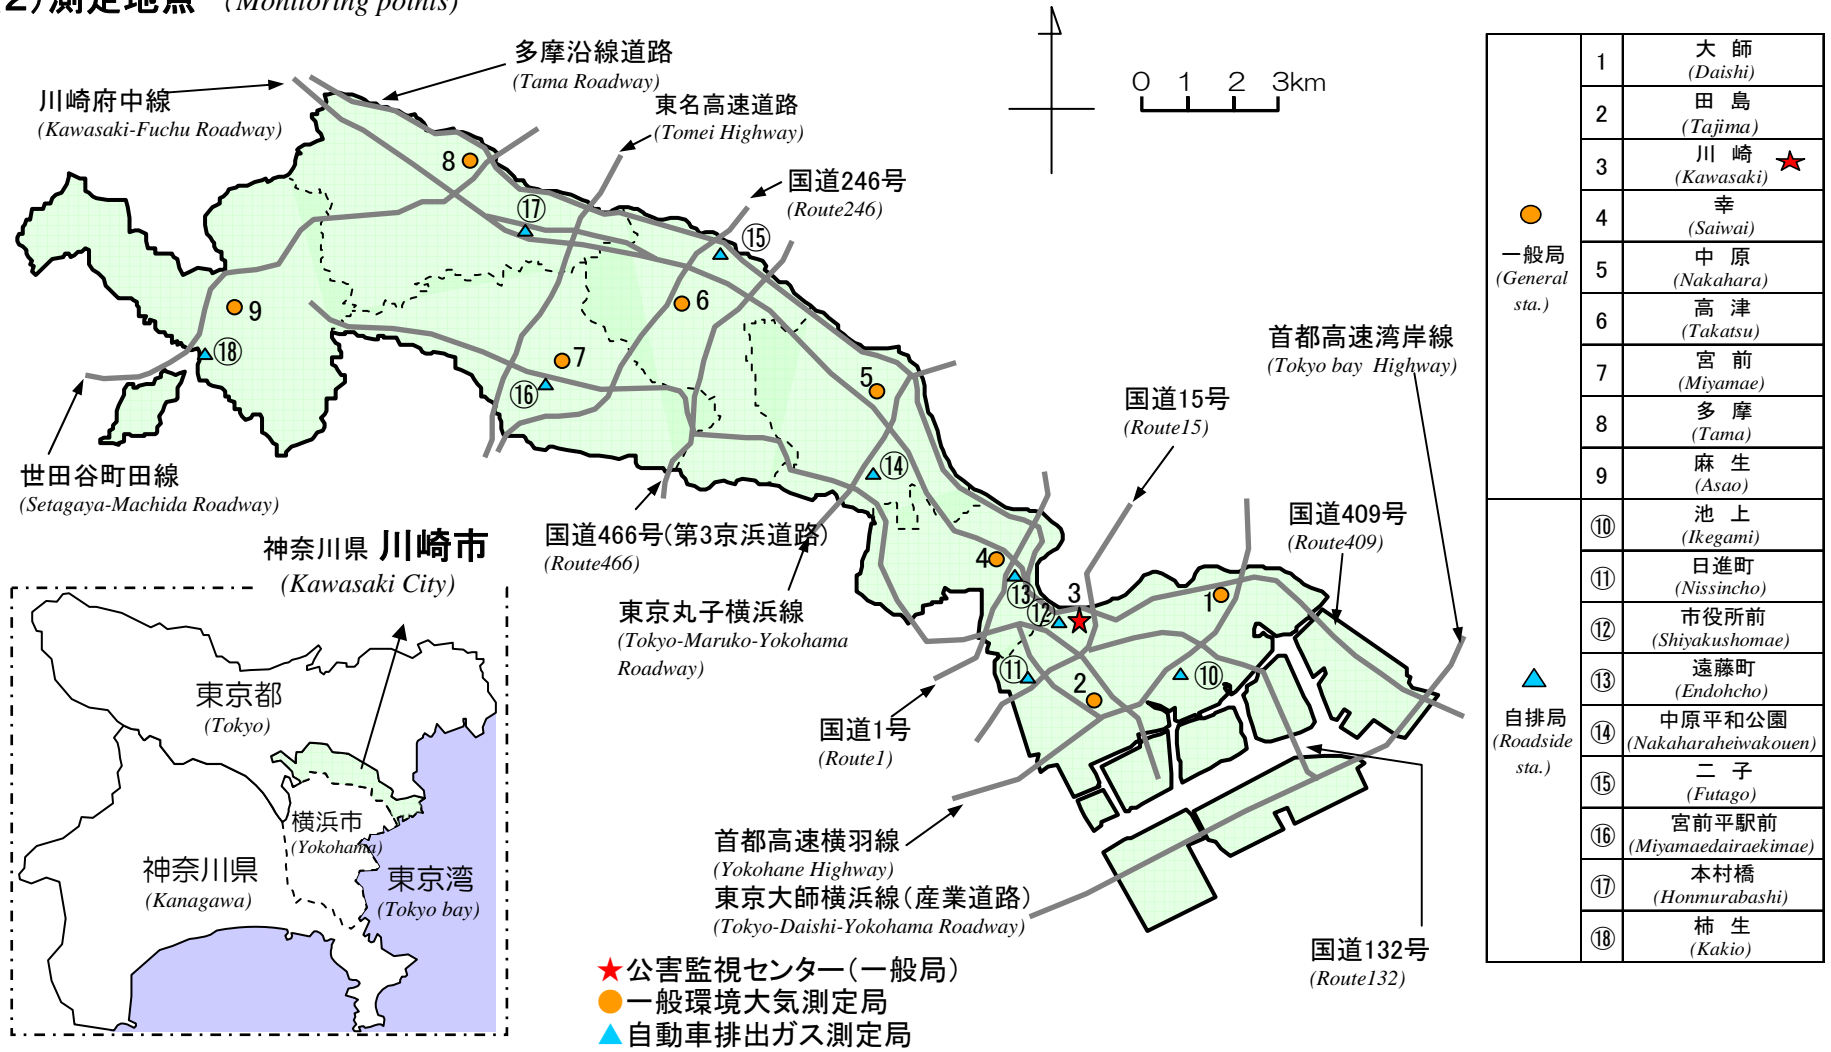 2)測定地点 (Monitoring points)
多摩沿線道路
(Tama Roadway)
川崎府中線
(Kawasaki-Fuchu Roadway)
東名高速道路
(Tomei Highway)
国道246号
(Route246)
0 1 2 3km
8
⑰
⑮
9
6
⑱
7
⑯
5
⑭
世田谷町田線
(Setagaya-Machida Roadway)
国道466号(第3京浜道路)
(Route466)
東京丸子横浜線
(Tokyo-Maruko-Yokohama
Roadway)
国道1号
(Route1)
国道15号
(Route15)
首都高速湾岸線
(Tokyo bay Highway)
国道409号
(Route409)
4
⑬
⑫
3
1
⑪
2
⑩
首都高速横羽線
(Yokohane Highway)
東京大師横浜線(産業道路)
(Tokyo-Daishi-Yokohama Roadway)
国道132号
(Route132)
神奈川県 川崎市
(Kawasaki City)
東京都
(Tokyo)
横浜市
(Yokohama)
神奈川県
(Kanagawa)
東京湾
(Tokyo bay)
★公害監視センター(一般局)
●一般環境大気測定局
▲自動車排出ガス測定局
一般局
(General
sta.)
1 大 師
(Daishi)
2 田 島
(Tajima)
3 川 崎 ★
(Kawasaki)
4 幸
(Saiwai)
5 中 原
(Nakahara)
6 高 津
(Takatsu)
7 宮 前
(Miyamae)
8 多 摩
(Tama)
9 麻 生
(Asao)
自排局
(Roadside
sta.)
⑩ 池 上
(Ikegami)
⑪ 日進町
(Nissincho)
⑫ 市役所前
(Shiyakushomae)
⑬ 遠藤町
(Endohcho)
⑭ 中原平和公園
(Nakaharaheiwakouen)
⑮ 二 子
(Futago)
⑯ 宮前平駅前
(Miyamaedairaekimae)
⑰ 本村橋
(Honmurabashi)
⑱ 柿 生
(Kakio)